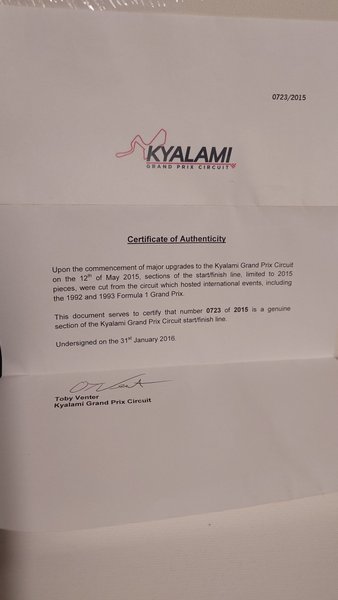 0723/2015
KYALAMI
GRAND PRIX CIRCUIT
Certificate of Authenticity
Upon the commencement of major upgrades to the Kyalami Grand Prix Circuit
on the 12th of May 2015, sections of the start/finish line, limited to 2015
pieces, were cut from the circuit which hosted international events, including
the 1992 and 1993 Formula 1 Grand Prix.
This document serves to certify that number 0723 of 2015 is a genuine
section of the Kyalami Grand Prix Circuit start/finish line.
Undersigned on the 31st January 2016.
Toby Venter
Kyalami Grand Prix Circuit